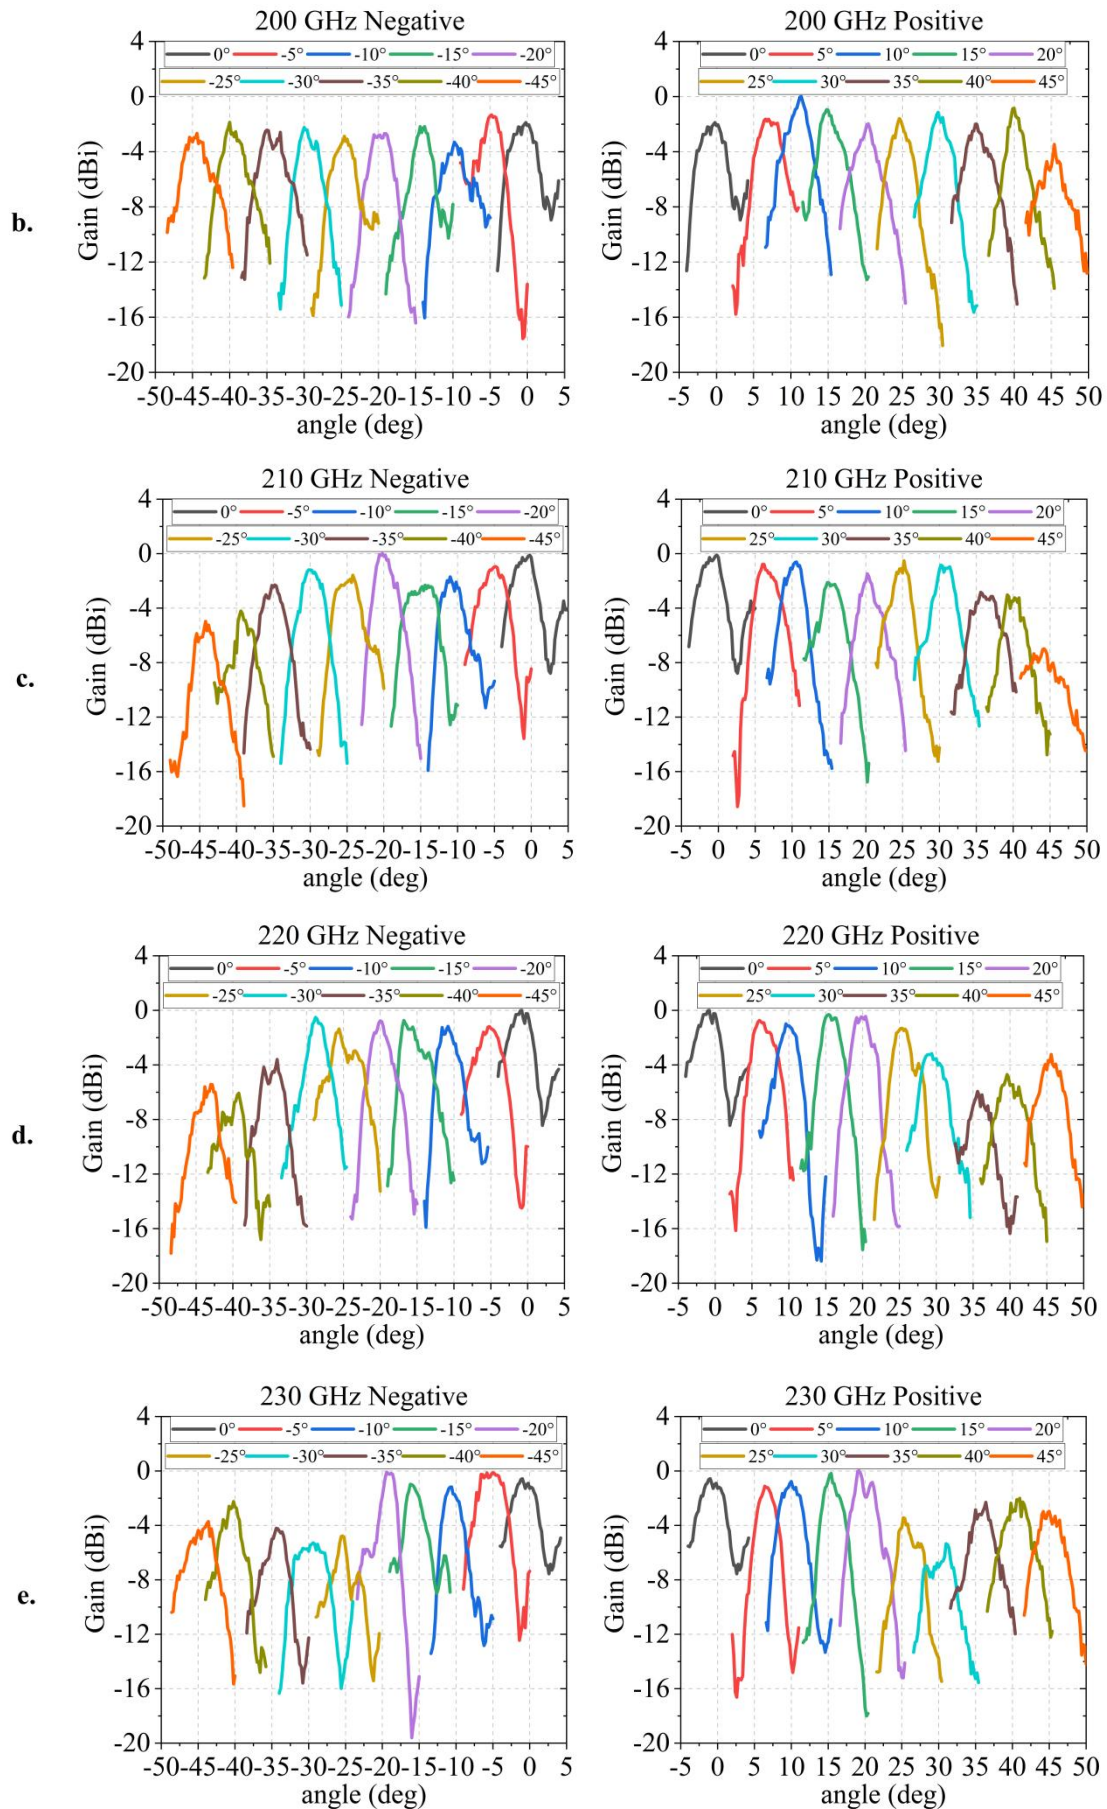 b.
200 GHz Negative
0° -5° -10° -15° -20°
-25° -30° -35° -40° -45°
4
0
-4
-8
-12
-16
-20
Gain (dBi)
-50 -45 -40 -35 -30 -25 -20 -15 -10 -5 0 5
angle (deg)
200 GHz Positive
0° 5° 10° 15° 20°
25° 30° 35° 40° 45°
4
0
-4
-8
-12
-16
-20
Gain (dBi)
-5 0 5 10 15 20 25 30 35 40 45 50
angle (deg)
c.
210 GHz Negative
0° -5° -10° -15° -20°
-25° -30° -35° -40° -45°
4
0
-4
-8
-12
-16
-20
Gain (dBi)
-50 -45 -40 -35 -30 -25 -20 -15 -10 -5 0 5
angle (deg)
210 GHz Positive
0° 5° 10° 15° 20°
25° 30° 35° 40° 45°
4
0
-4
-8
-12
-16
-20
Gain (dBi)
-5 0 5 10 15 20 25 30 35 40 45 50
angle (deg)
d.
220 GHz Negative
0° -5° -10° -15° -20°
-25° -30° -35° -40° -45°
4
0
-4
-8
-12
-16
-20
Gain (dBi)
-50 -45 -40 -35 -30 -25 -20 -15 -10 -5 0 5
angle (deg)
220 GHz Positive
0° 5° 10° 15° 20°
25° 30° 35° 40° 45°
4
0
-4
-8
-12
-16
-20
Gain (dBi)
-5 0 5 10 15 20 25 30 35 40 45 50
angle (deg)
e.
230 GHz Negative
0° -5° -10° -15° -20°
-25° -30° -35° -40° -45°
4
0
-4
-8
-12
-16
-20
Gain (dBi)
-50 -45 -40 -35 -30 -25 -20 -15 -10 -5 0 5
angle (deg)
230 GHz Positive
0° 5° 10° 15° 20°
25° 30° 35° 40° 45°
4
0
-4
-8
-12
-16
-20
Gain (dBi)
-5 0 5 10 15 20 25 30 35 40 45 50
angle (deg)